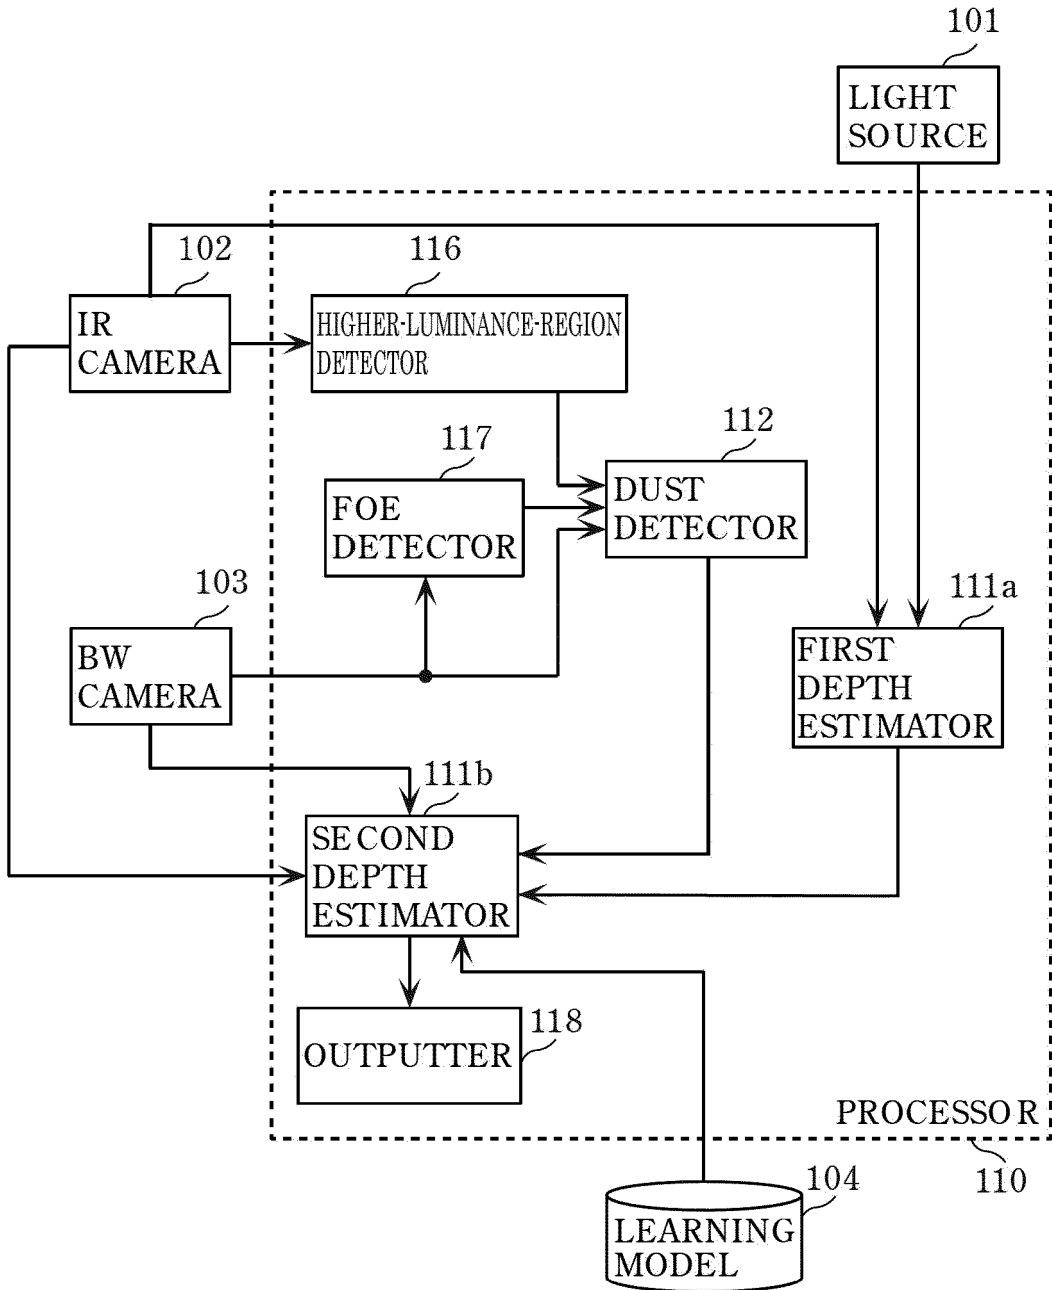 101
LIGHT
SOURCE
102
IR
CAMERA
116
HIGHER-LUMINANCE-REGION
DETECTOR
117
FOE
DETECTOR
112
DUST
DETECTOR
103
BW
CAMERA
111a
FIRST
DEPTH
ESTIMATOR
111b
SECOND
DEPTH
ESTIMATOR
OUTPUTTER
118
PROCESSOR
110
104
LEARNING
MODEL